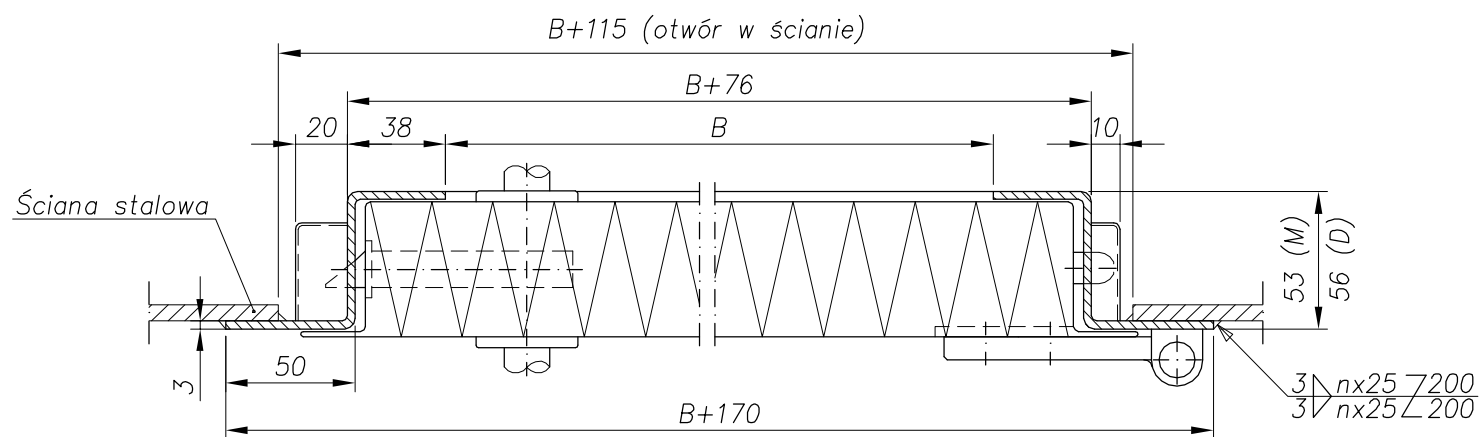 B+115 (otwór w ścianie)
B+76
20
38
B
10
Ściana stalowa
53 (M)
56 (D)
3
50
B+170
3 nx25 200
3 nx25 200